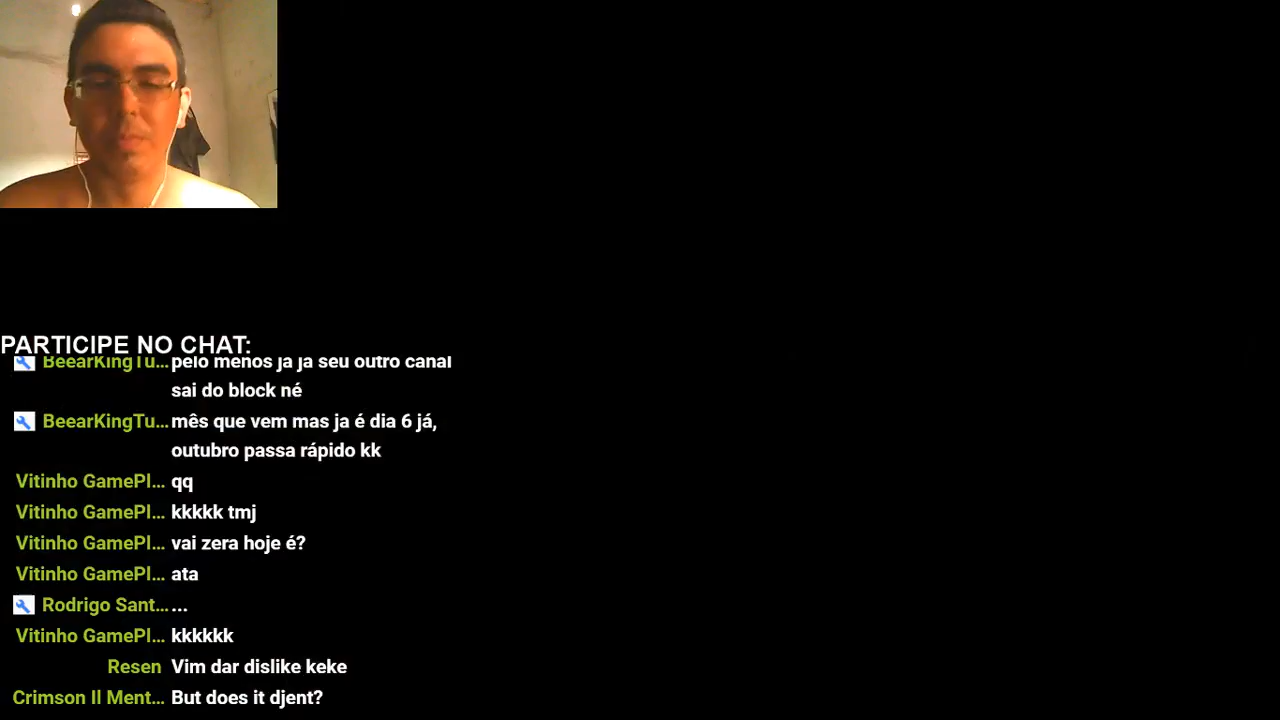 PARTICIPE NO CHAT:
BeearKingTu... pelo menos ja ja seu outro canal
sai do block né
BeearKingTu... mês que vem mas ja é dia 6 já,
outubro passa rápido kk
Vitinho GamePl... qq
Vitinho GamePl... kkkkk tmj
Vitinho GamePl... vai zera hoje é?
Vitinho GamePl... ata
Rodrigo Sant... ...
Vitinho GamePl... kkkkkk
Resen Vim dar dislike keke
Crimson Il Ment... But does it djent?